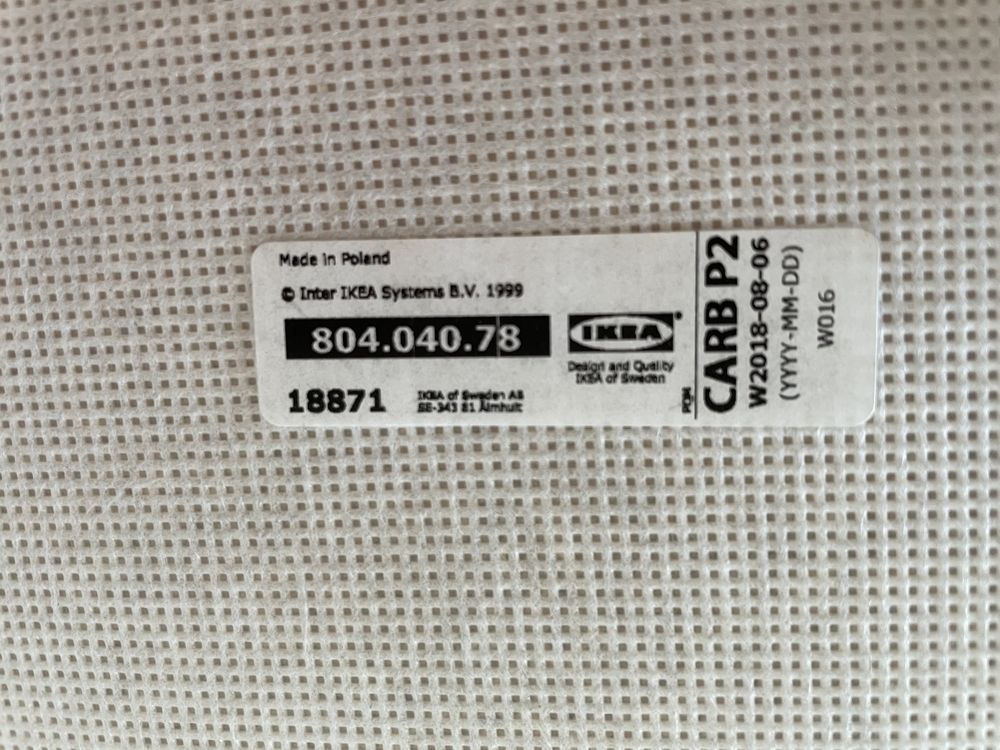 Made in Poland
© Inter IKEA Systems B.V. 1999
804.040.78
IKEA
Design and Quality
IKEA of Sweden
18871
IKEA of Sweden AB
SE-343 81 Älmhult
CARB P2
W2018-08-06
(YYYY-MM-DD)
W016